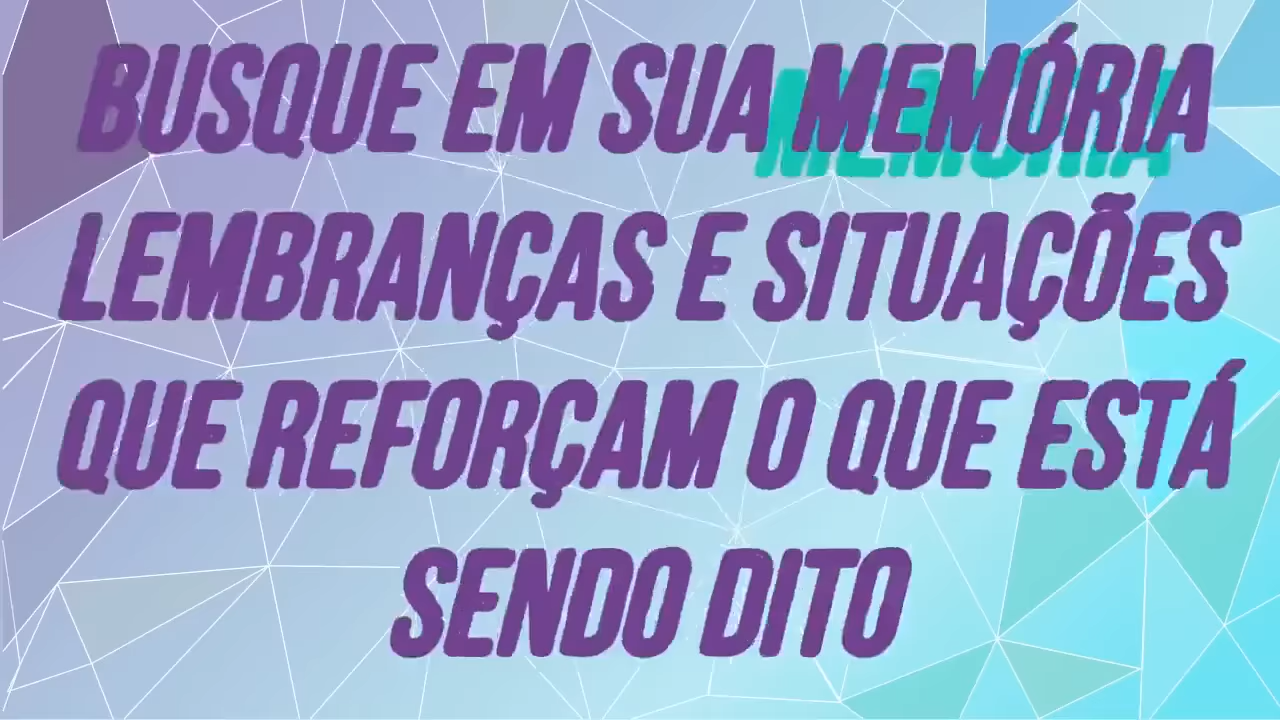 BUSQUE EM SUA MEMÓRIA
LEMBRANÇAS E SITUAÇÕES
QUE REFORÇAM O QUE ESTÁ
SENDO DITO